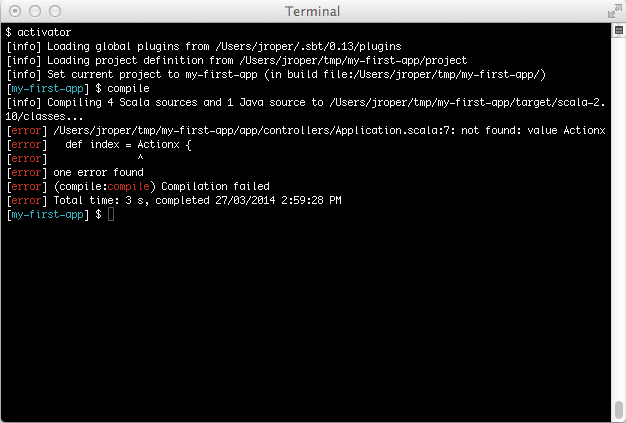 Terminal
$ activator
[info] Loading global plugins from /Users/jroper/.sbt/0.13/plugins
[info] Loading project definition from /Users/jroper/tmp/my-first-app/project
[info] Set current project to my-first-app (in build file:/Users/jroper/tmp/my-first-app/)
[my-first-app] $ compile
[info] Compiling 4 Scala sources and 1 Java source to /Users/jroper/tmp/my-first-app/target/scala-2.
10/classes...
[error] /Users/jroper/tmp/my-first-app/app/controllers/Application.scala:7: not found: value Actionx
[error]   def index = Actionx {
[error]               ^
[error] one error found
[error] (compile:compile) Compilation failed
[error] Total time: 3 s, completed 27/03/2014 2:59:28 PM
[my-first-app] $